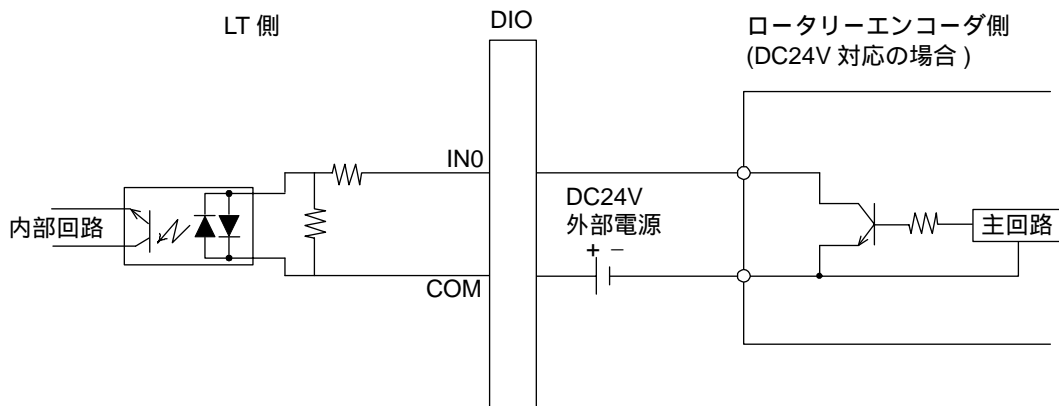 LT 側
DIO
ロータリーエンコーダ側
(DC24V 対応の場合 )
IN0
DC24V
外部電源
+ −
内部回路
主回路
COM